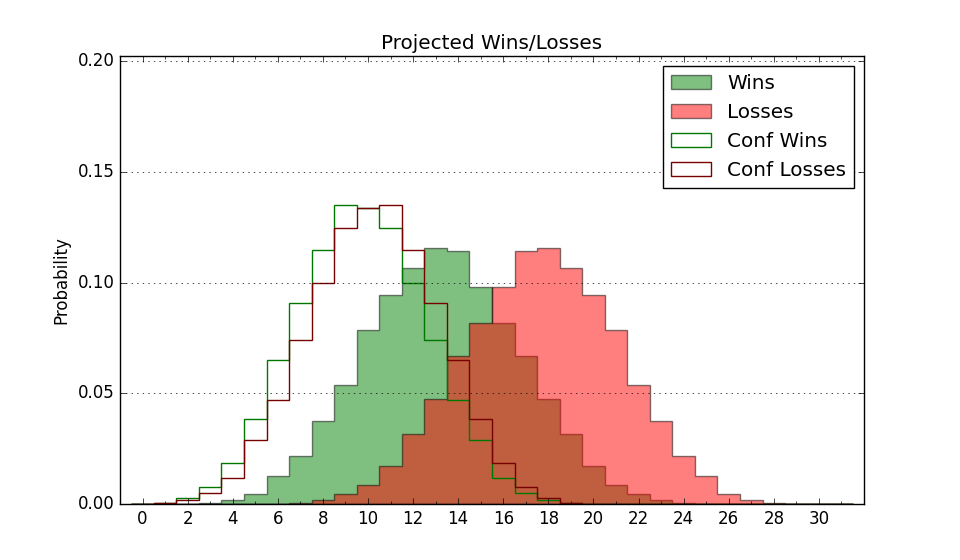 Projected Wins/Losses
0.20
0.15
0.10
0.05
0.00
Probability
Wins
Losses
Conf Wins
Conf Losses
0 2 4 6 8 10 12 14 16 18 20 22 24 26 28 30